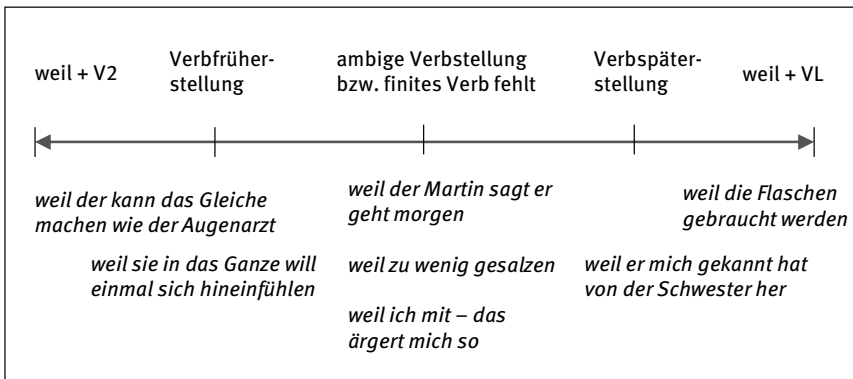 weil + V2
Verbfrüher-
stellung
ambige Verbstellung
bzw. finites Verb fehlt
Verbspäter-
stellung
weil + VL
weil der kann das Gleiche
machen wie der Augenarzt
weil sie in das Ganze will
einmal sich hineinfühlen
weil der Martin sagt er
geht morgen
weil zu wenig gesalzen
weil ich mit – das
ärgert mich so
weil er mich gekannt hat
von der Schwester her
weil die Flaschen
gebraucht werden